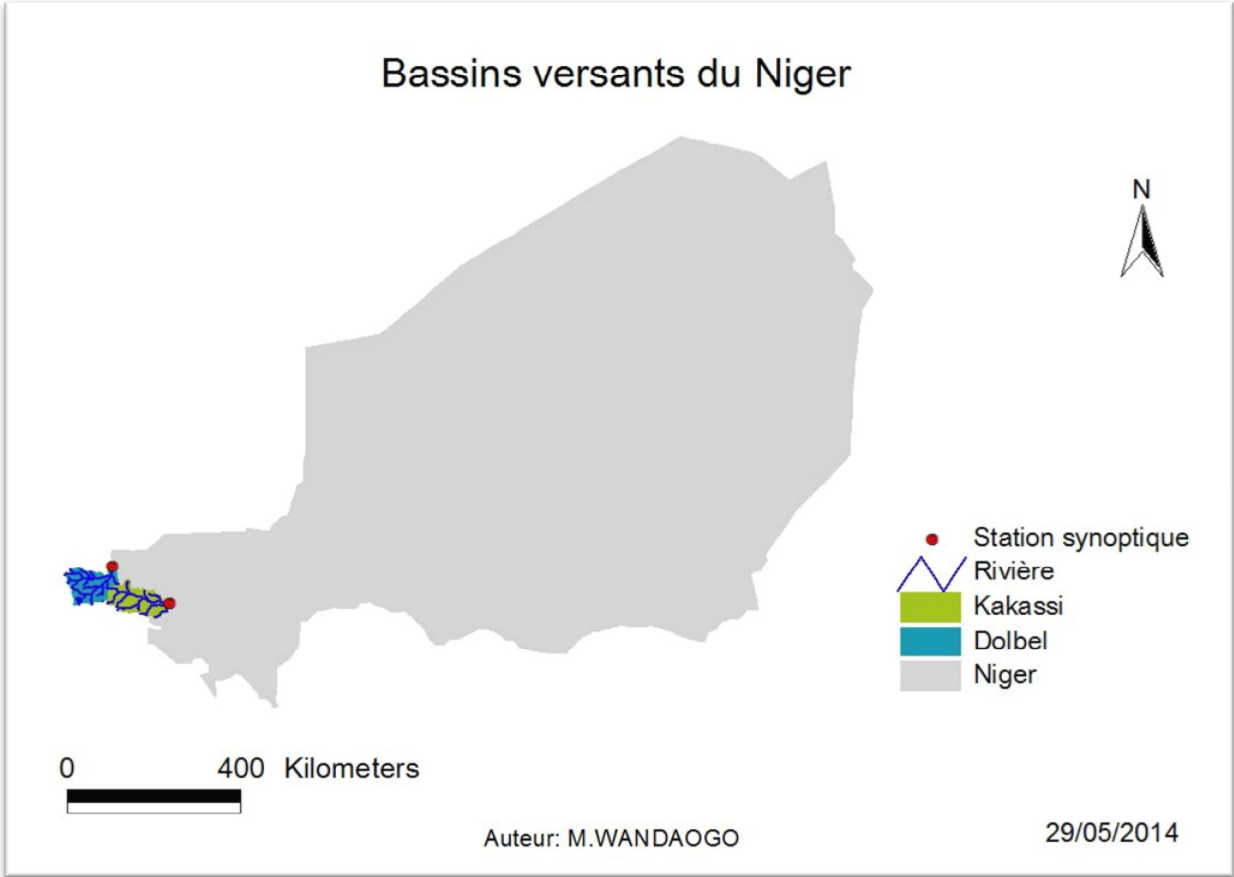 Bassins versants du Niger
N
Station synoptique
Rivière
Kakassi
Dolbel
Niger
0 400 Kilometers
Auteur: M.WANDAOGO
29/05/2014